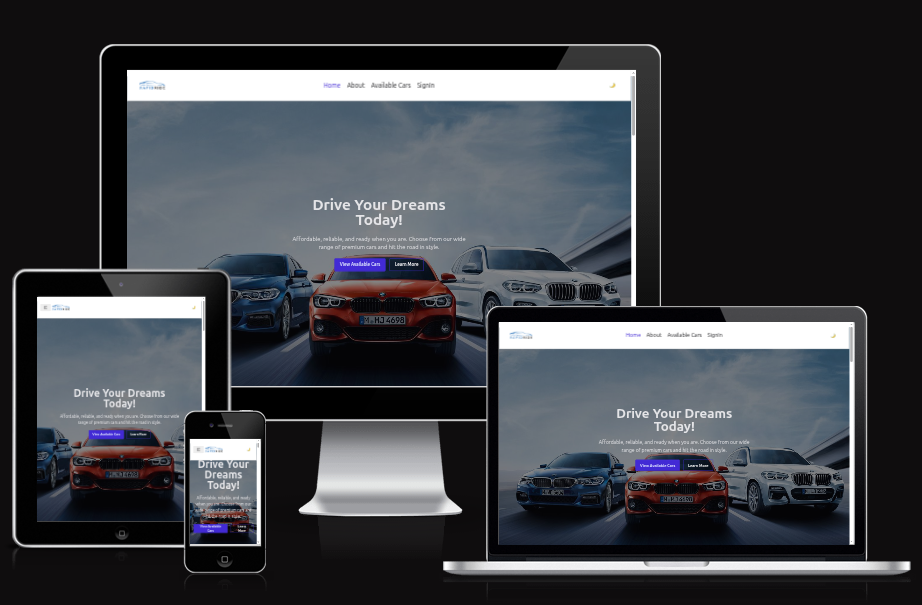 Home About Available Cars SignIn
Drive Your Dreams
Today!
Affordable, reliable, and ready when you are. Choose from our wide
range of premium cars and hit the road in style.
View Available Cars Learn More
M HJ 4698
Drive Your Dreams
Today!
Affordable, reliable, and ready when you are. Choose from our wide
range of premium cars and hit the road in style.
View Available Cars Learn More
Drive Your
Dreams
Today!
Affordable, reliable, and ready
when you are. Choose from our
wide range of premium cars and
hit the road in style.
View Available
Cars
Learn
More
Home About Available Cars SignIn
Drive Your Dreams
Today!
Affordable, reliable, and ready when you are. Choose from our wide
range of premium cars and hit the road in style.
View Available Cars Learn More